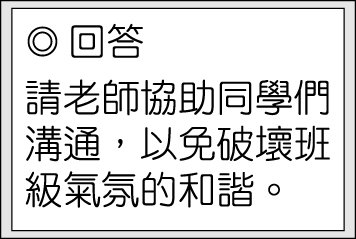 ◎ 回答
請老師協助同學們
溝通，以免破壞班
級氣氛的和諧。